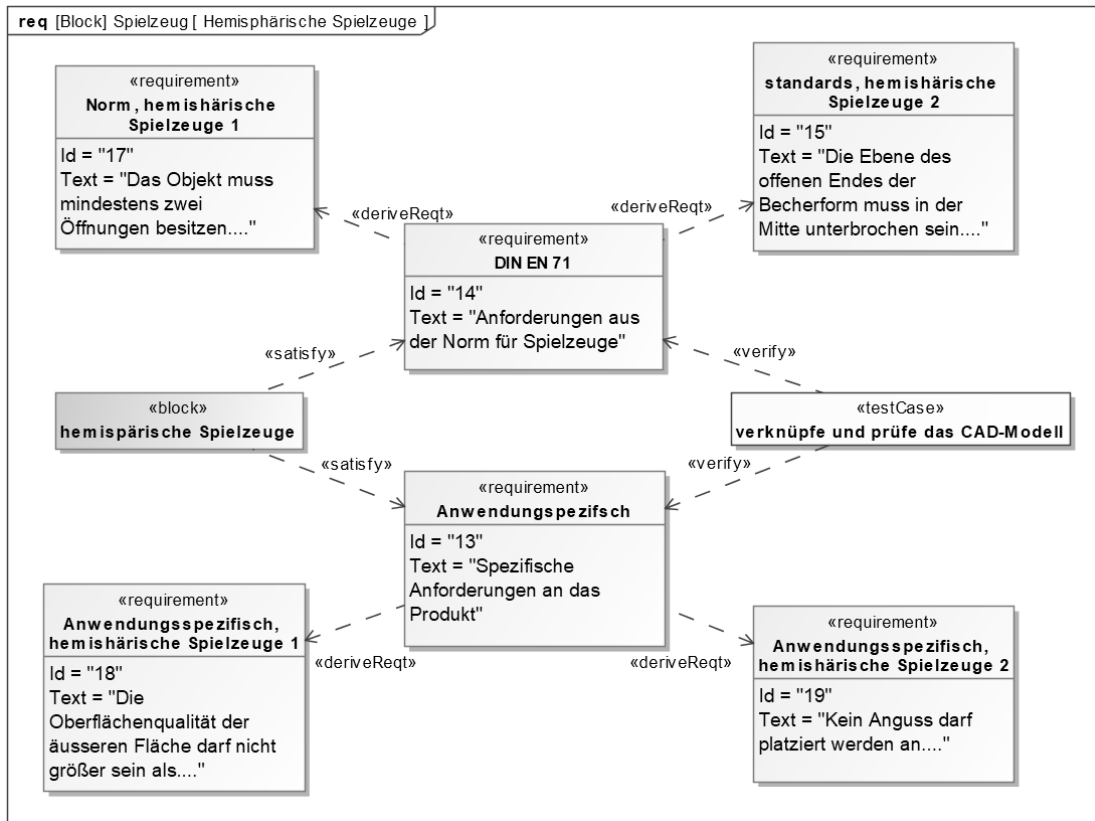 req [Block] Spielzeug [ Hemisphärische Spielzeuge ]
«requirement»
Norm, hemishärische
Spielzeuge 1
Id = "17"
Text = "Das Objekt muss
mindestens zwei
Öffnungen besitzen...."
«requirement»
standards, hemishärische
Spielzeuge 2
Id = "15"
Text = "Die Ebene des
offenen Endes der
Becherform muss in der
Mitte unterbrochen sein...."
«deriveReqt»
«deriveReqt»
«requirement»
DIN EN 71
Id = "14"
Text = "Anforderungen aus
der Norm für Spielzeuge"
«satisfy»
«verify»
«block»
hemispärische Spielzeuge
«testCase»
verknüpfe und prüfe das CAD-Modell
«satisfy»
«verify»
«requirement»
Anwendungspezifsch
Id = "13"
Text = "Spezifische
Anforderungen an das
Produkt"
«requirement»
Anwendungsspezifisch,
hemishärische Spielzeuge 1
Id = "18"
Text = "Die
Oberflächenqualität der
äusseren Fläche darf nicht
größer sein als...."
«deriveReqt»
«deriveReqt»
«requirement»
Anwendungsspezifisch,
hemishärische Spielzeuge 2
Id = "19"
Text = "Kein Anguss darf
platziert werden an...."